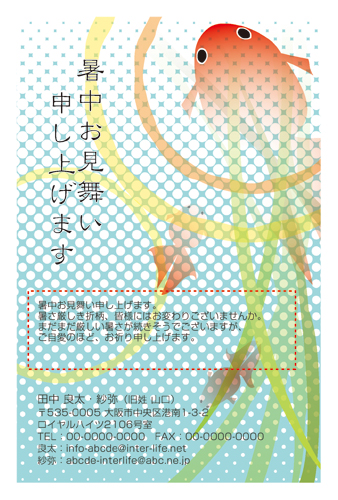 暑中お見舞い
申し上げます
暑中お見舞い申し上げます。
暑さ厳しき折柄、皆様にはお変わりございませんか。
まだまだ厳しい暑さが続きそうでございますが、
ご自愛のほど、お祈り申し上げます。
田中 良太・紗弥（旧姓 山口）
〒535-0005 大阪市中央区港南1-3-2
ロイヤルハイツ2106号室
TEL：00-0000-0000　FAX：00-0000-0000
良太：info-abcde@inter-life.net
紗弥：abcde-interlife@abc.ne.jp